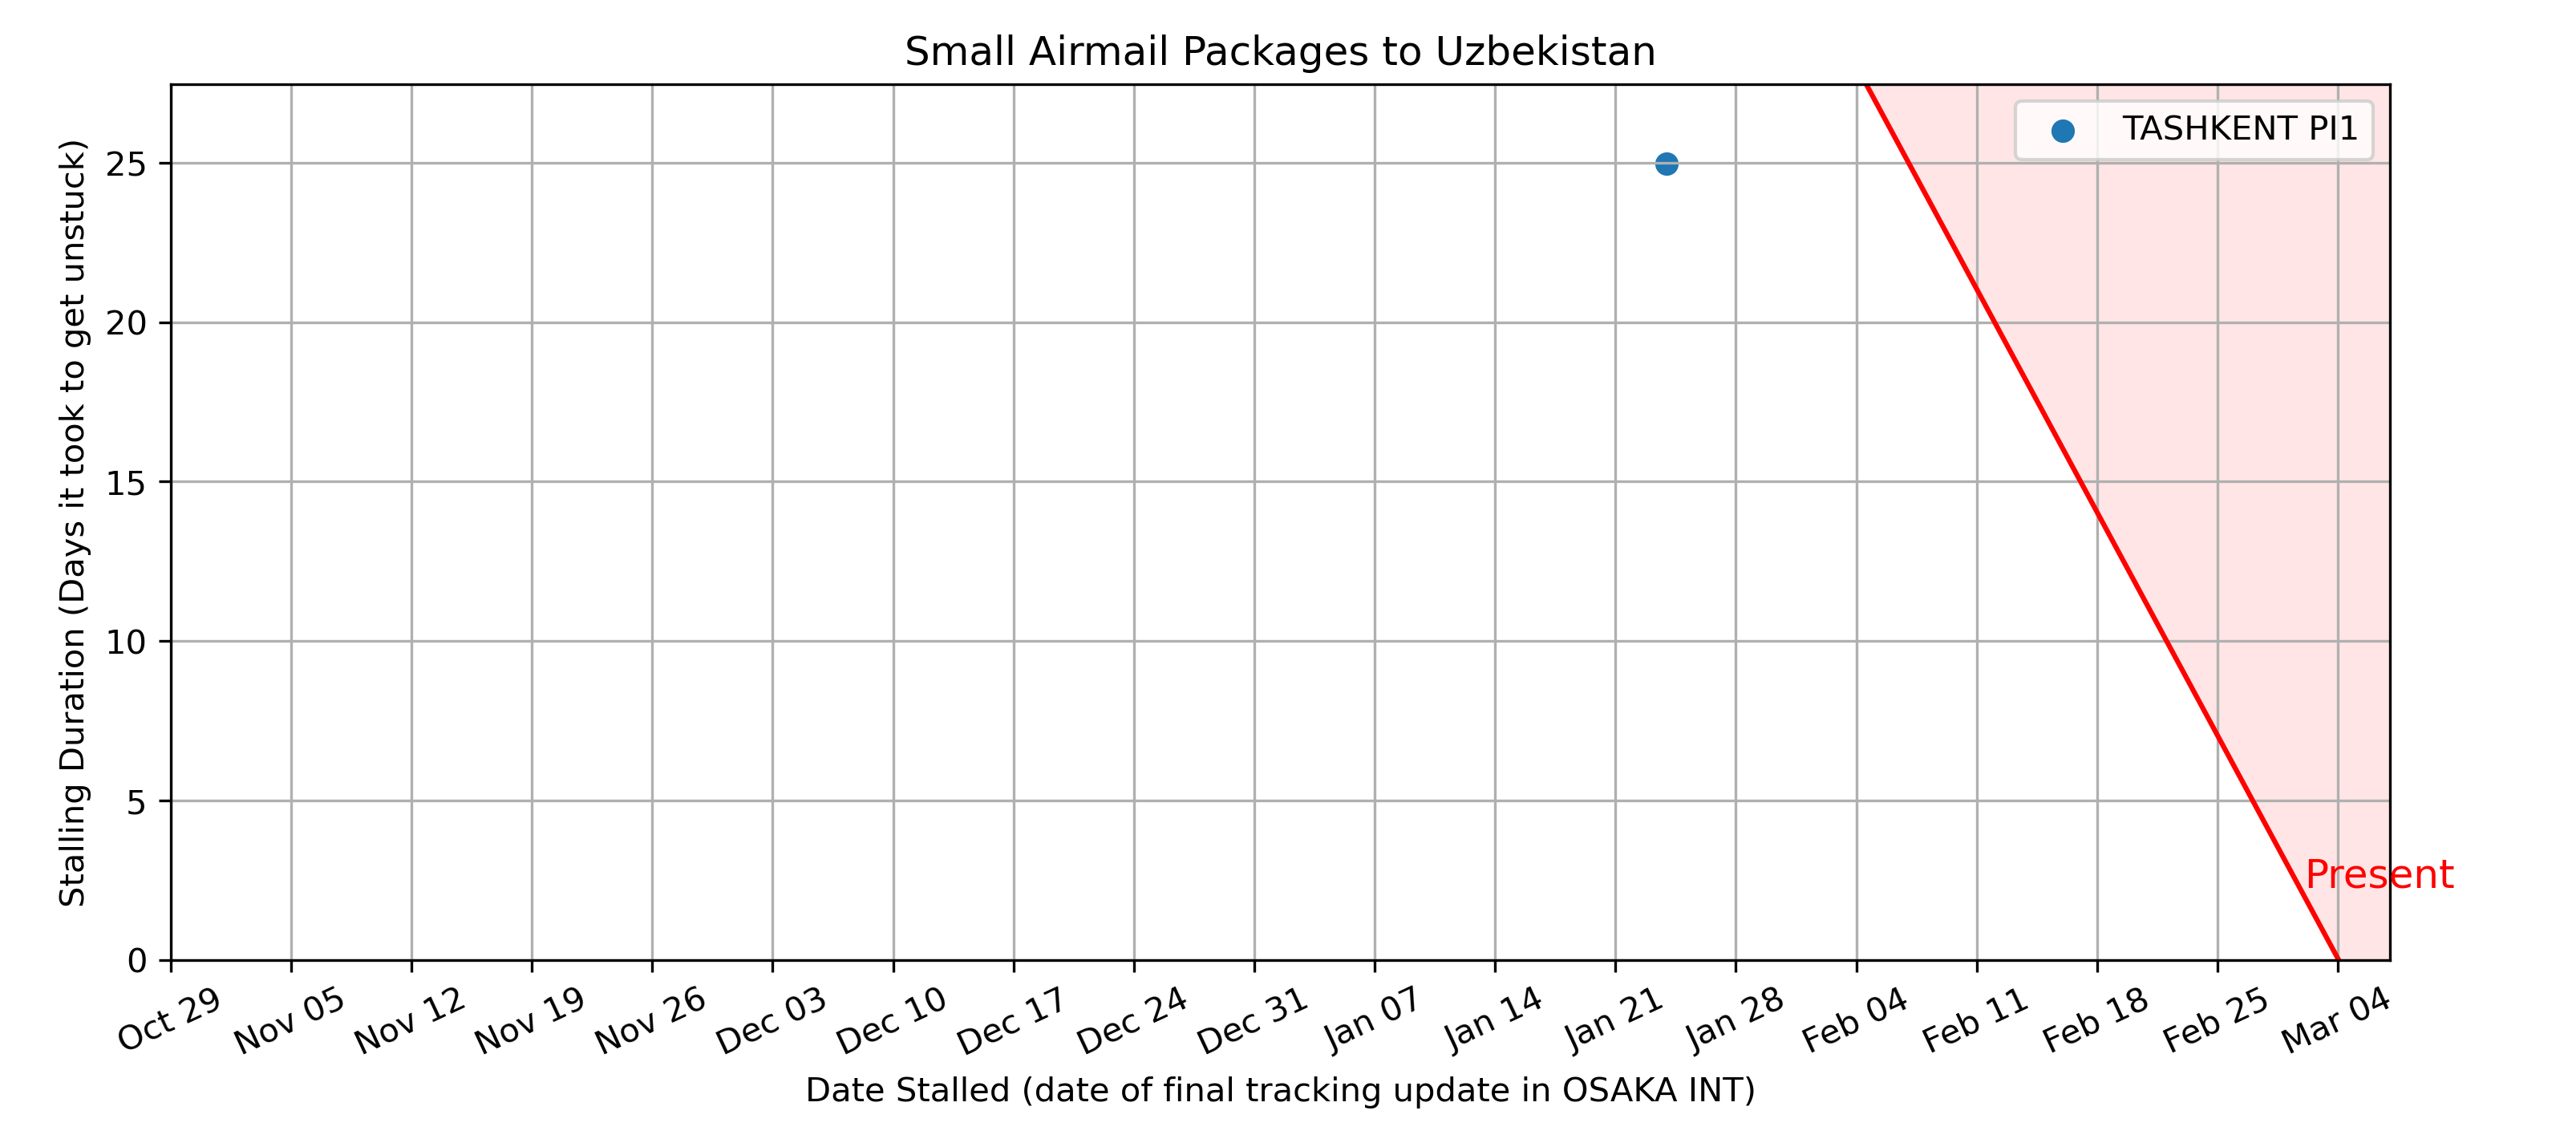 Small Airmail Packages to Uzbekistan
TASHKENT PI1
Stalling Duration (Days it took to get unstuck)
25
20
15
10
5
0
Present
Oct 29
Nov 05
Nov 12
Nov 19
Nov 26
Dec 03
Dec 10
Dec 17
Dec 24
Dec 31
Jan 07
Jan 14
Jan 21
Jan 28
Feb 04
Feb 11
Feb 18
Feb 25
Mar 04
Date Stalled (date of final tracking update in OSAKA INT)